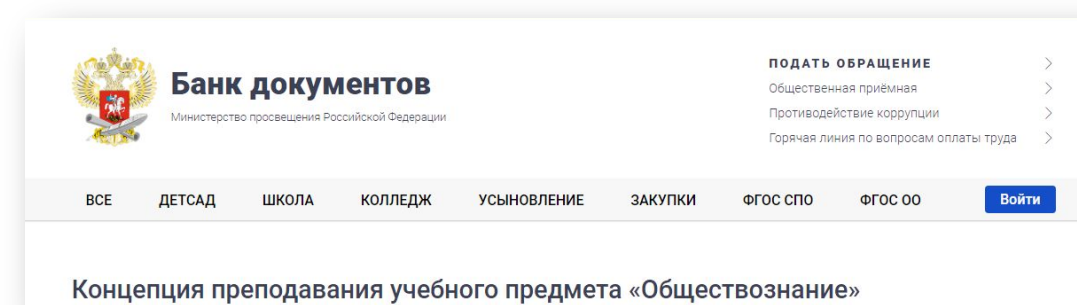 Банк документов
Министерство просвещения Российской Федерации
ПОДАТЬ ОБРАЩЕНИЕ
Общественная приёмная
Противодействие коррупции
Горячая линия по вопросам оплаты труда
ВСЕ ДЕТСАД ШКОЛА КОЛЛЕДЖ УСЫНОВЛЕНИЕ ЗАКУПКИ ФГОС СПО ФГОС ОО Войти
Концепция преподавания учебного предмета «Обществознание»